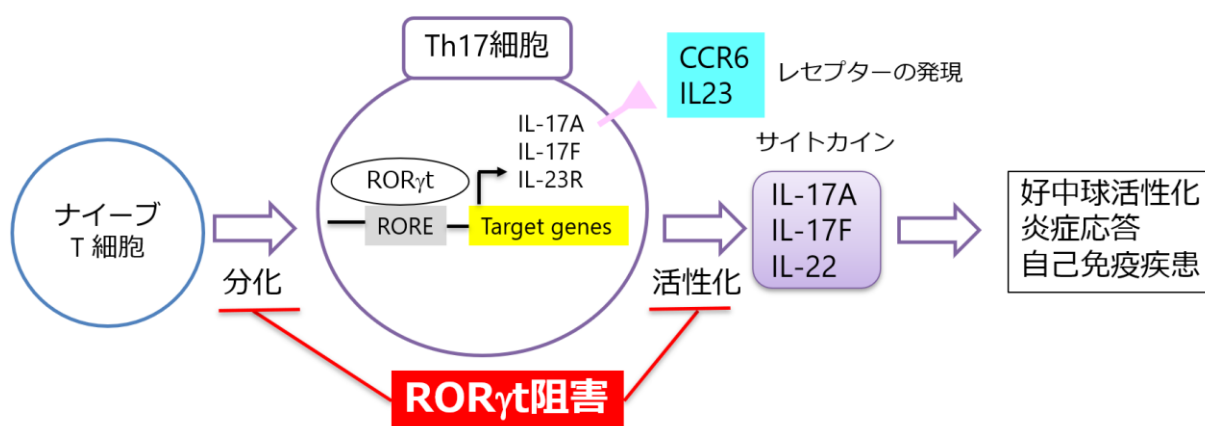 Th17細胞
CCR6
IL23
レセプターの発現
IL-17A
IL-17F
IL-23R
RORγt
RORE
Target genes
ナイーブ
T 細胞
分化
活性化
サイトカイン
IL-17A
IL-17F
IL-22
好中球活性化
炎症応答
自己免疫疾患
RORγt阻害